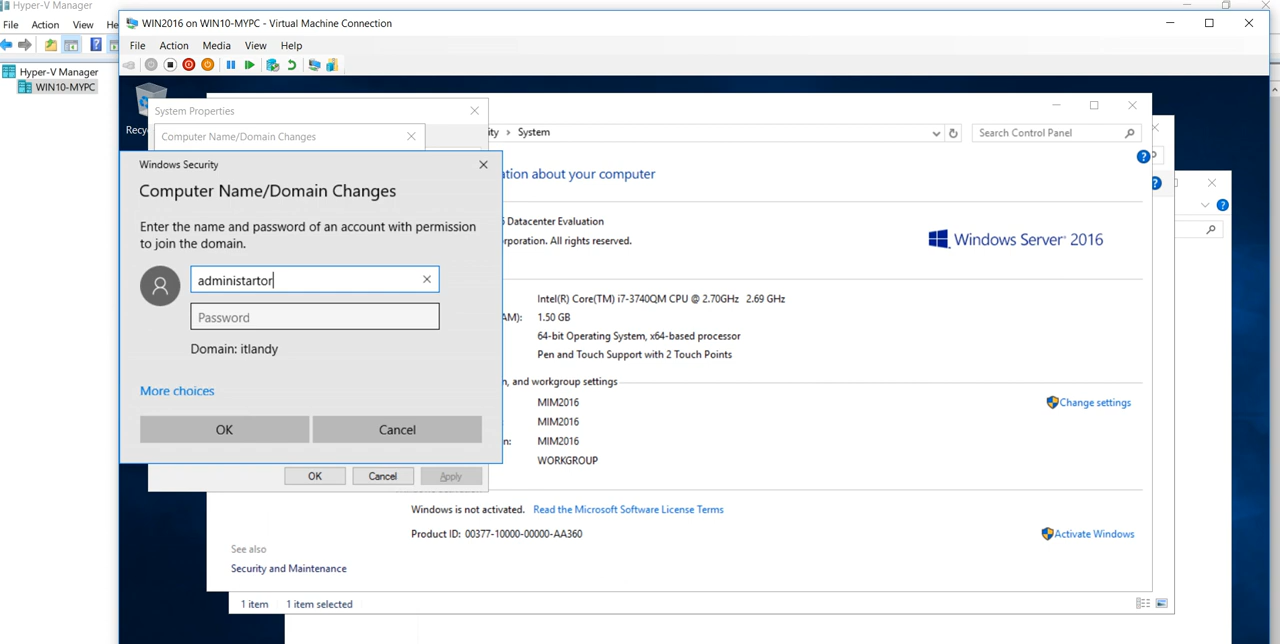 Hyper-V Manager
File Action View He
Hyper-V Manager
WIN10-MYPC
WIN2016 on WIN10-MYPC - Virtual Machine Connection
File Action Media View Help
Recy
System Properties
Computer Name/Domain Changes
Windows Security
Computer Name/Domain Changes
Enter the name and password of an account with permission
to join the domain.
administartor
Password
Domain: itlandy
More choices
OK Cancel
OK Cancel Apply
ity › System
Search Control Panel
ation about your computer
6 Datacenter Evaluation
orporation. All rights reserved.
Windows Server® 2016
Intel(R) Core(TM) i7-3740QM CPU @ 2.70GHz 2.69 GHz
AM): 1.50 GB
64-bit Operating System, x64-based processor
Pen and Touch Support with 2 Touch Points
n, and workgroup settings
MIM2016
Change settings
MIM2016
n: MIM2016
WORKGROUP
Windows is not activated. Read the Microsoft Software License Terms
Product ID: 00377-10000-00000-AA360
Activate Windows
See also
Security and Maintenance
1 item 1 item selected